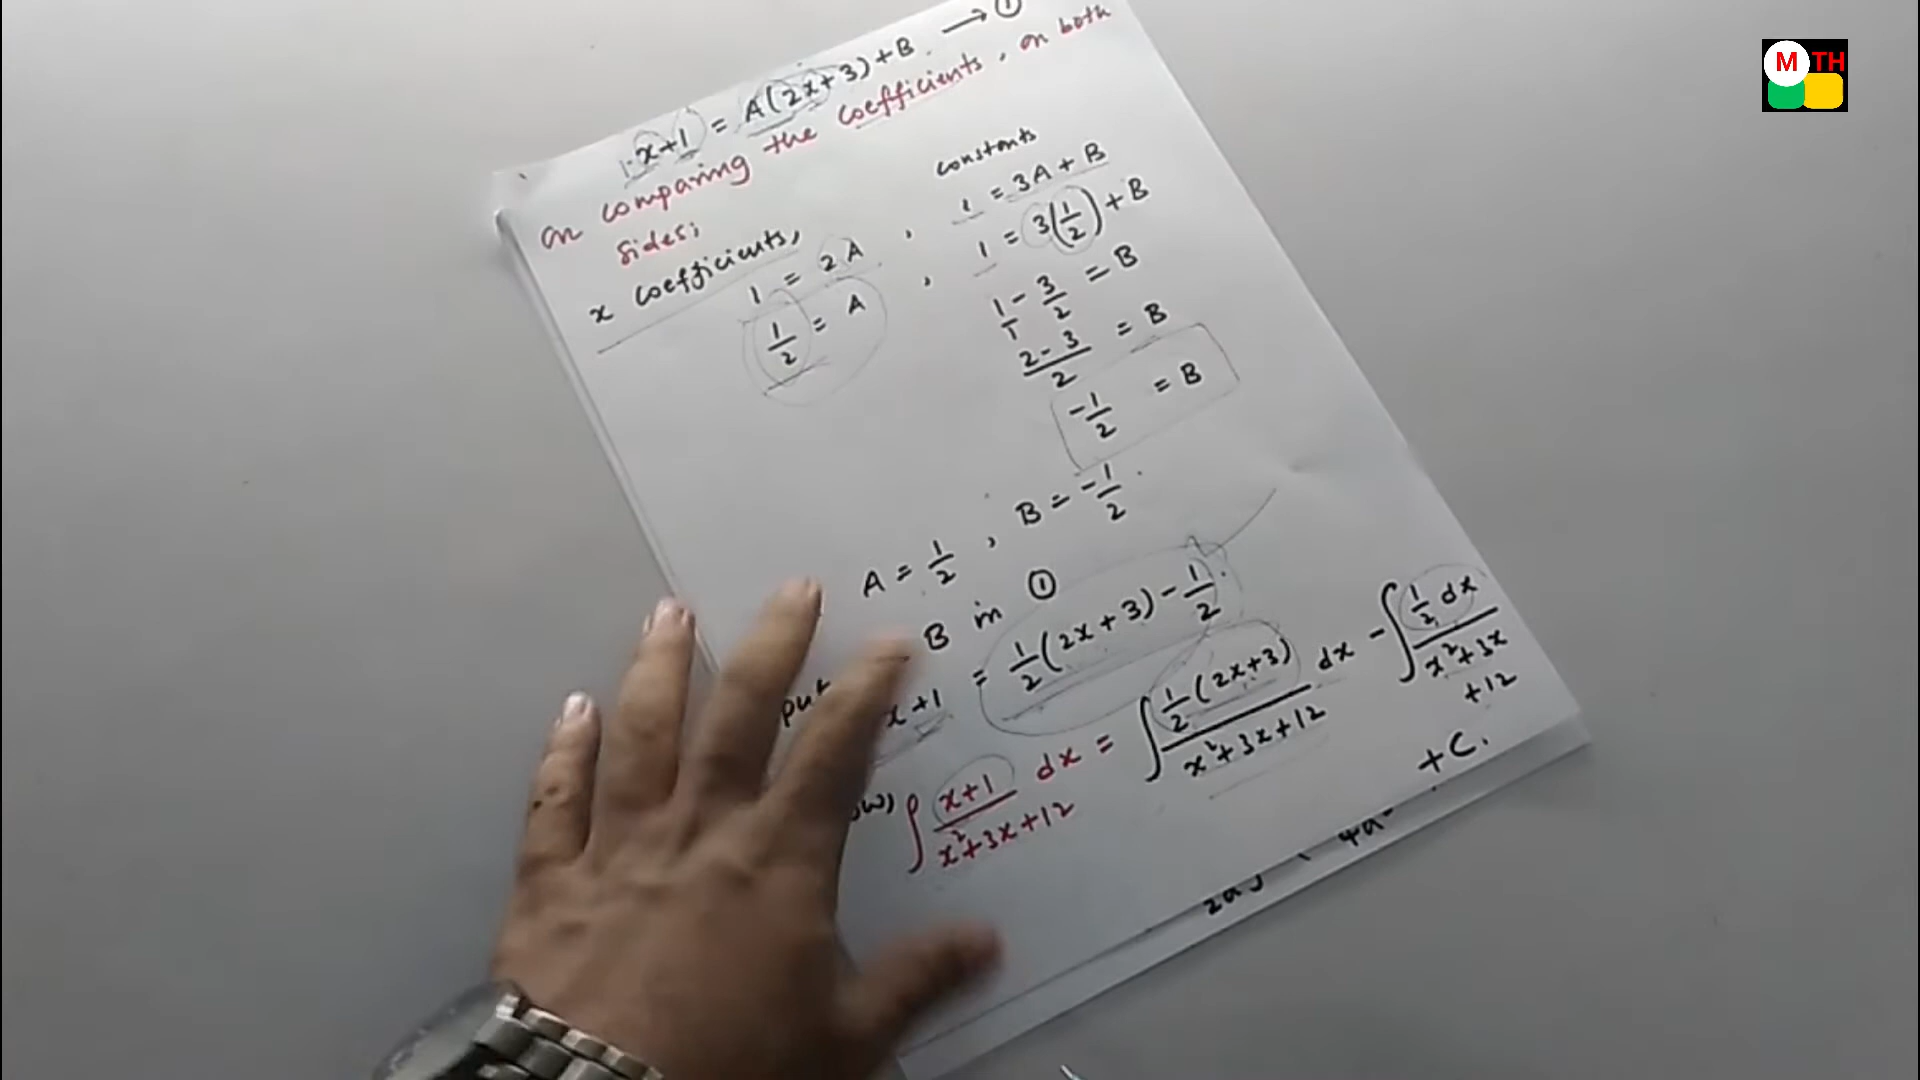 1·x+1 = A(2x+3)+B. → ①
on comparing the coefficients, on both
sides;
x coefficients, constants
1 = 2A , 1 = 3A + B
1/2 = A , 1 = 3(1/2) + B
1/1 - 3/2 = B
2-3/2 = B
-1/2 = B
A = 1/2 , B = -1/2
B in ①
x+1 = 1/2(2x+3) - 1/2
∫ x+1/x²+3x+12 dx = ∫ 1/2(2x+3)/x²+3x+12 dx - ∫ 1/2 dx/x²+3x+12
+C.
M TH